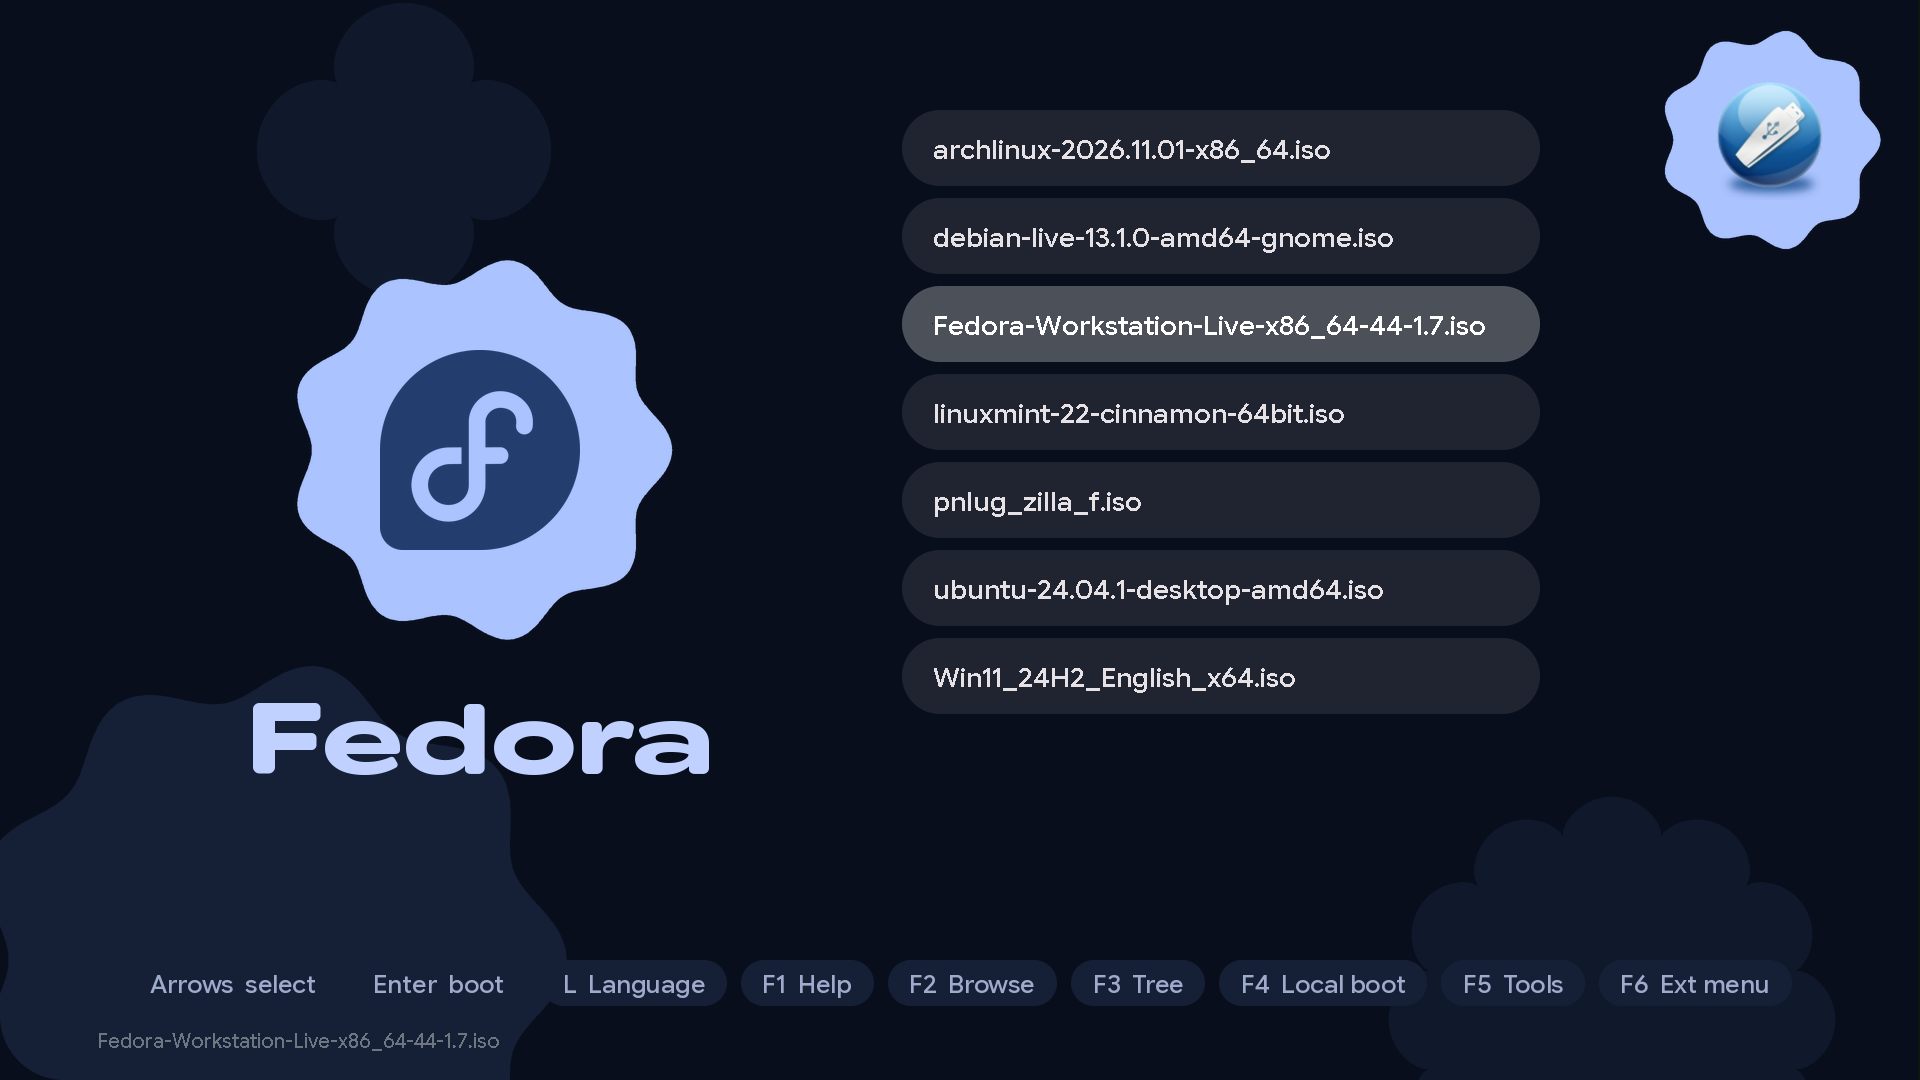 archlinux-2026.11.01-x86_64.iso
debian-live-13.1.0-amd64-gnome.iso
Fedora-Workstation-Live-x86_64-44-1.7.iso
linuxmint-22-cinnamon-64bit.iso
pnlug_zilla_f.iso
ubuntu-24.04.1-desktop-amd64.iso
Win11_24H2_English_x64.iso
Fedora
Arrows select Enter boot L Language F1 Help F2 Browse F3 Tree F4 Local boot F5 Tools F6 Ext menu
Fedora-Workstation-Live-x86_64-44-1.7.iso